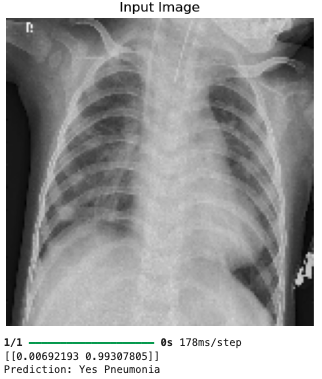 Input Image
1/1 ━━━━━━━━━━━━━━━━━━━━ 0s 178ms/step
[[0.00692193 0.99307805]]
Prediction: Yes Pneumonia